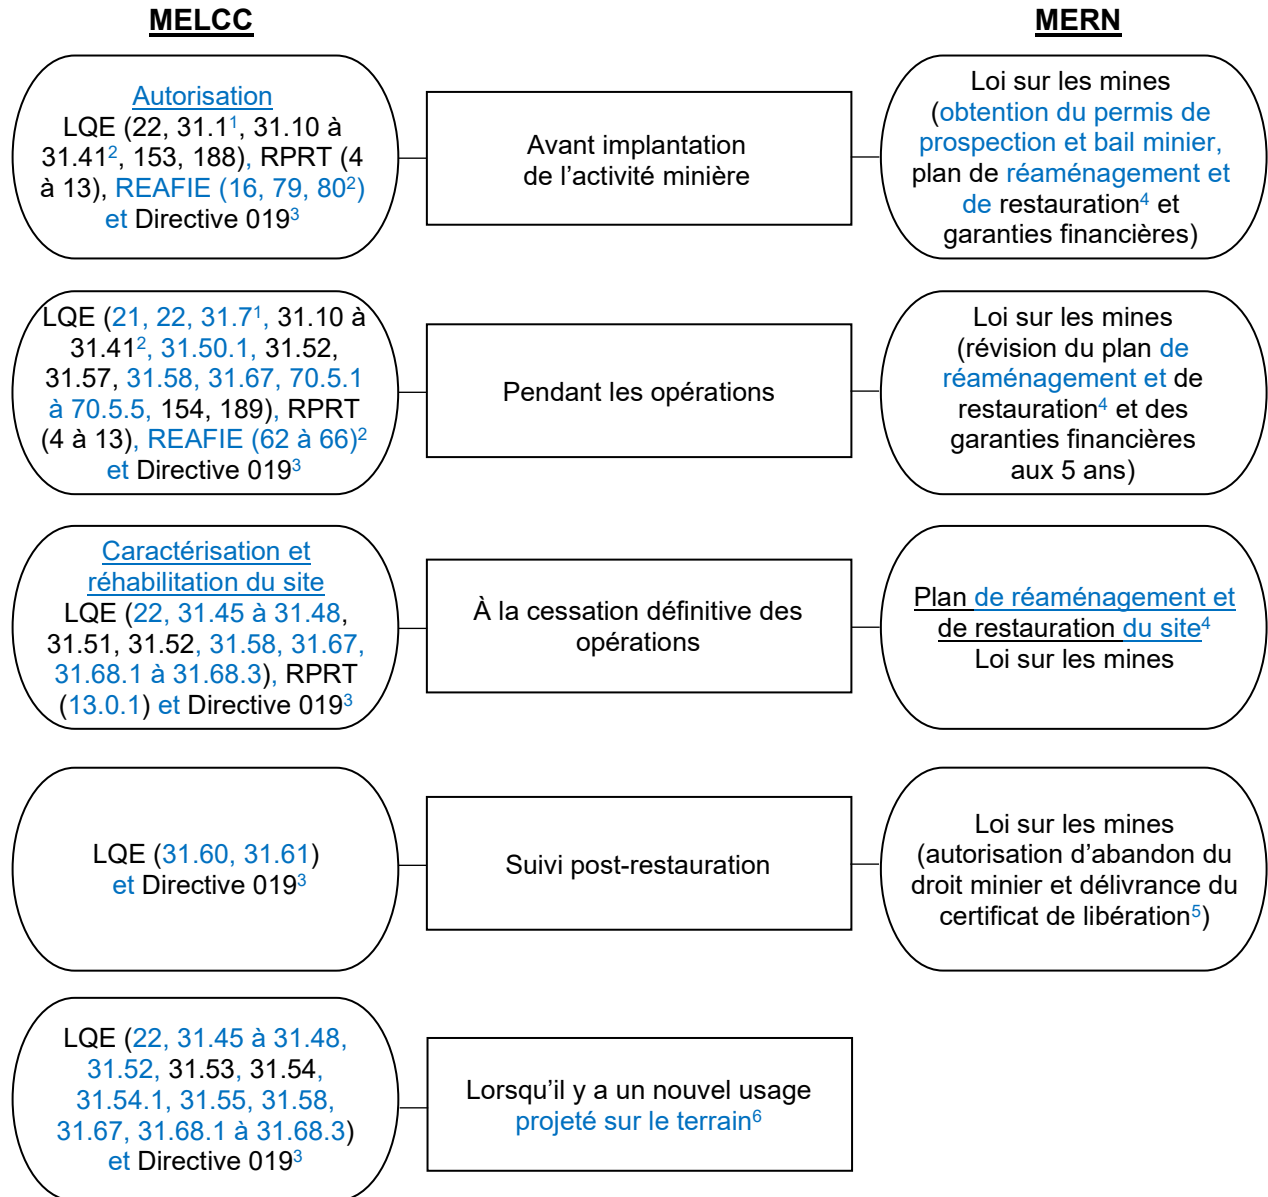 MELCC
MERN
Autorisation
LQE (22, 31.1¹, 31.10 à
31.41², 153, 188), RPRT (4
à 13), REAFIE (16, 79, 80²)
et Directive 019³
Avant implantation
de l’activité minière
Loi sur les mines
(obtention du permis de
prospection et bail minier,
plan de réaménagement et
de restauration⁴ et
garanties financières)
LQE (21, 22, 31.7¹, 31.10 à
31.41², 31.50.1, 31.52,
31.57, 31.58, 31.67, 70.5.1
à 70.5.5, 154, 189), RPRT
(4 à 13), REAFIE (62 à 66)²
et Directive 019³
Pendant les opérations
Loi sur les mines
(révision du plan de
réaménagement et de
restauration⁴ et des
garanties financières
aux 5 ans)
Caractérisation et
réhabilitation du site
LQE (22, 31.45 à 31.48,
31.51, 31.52, 31.58, 31.67,
31.68.1 à 31.68.3), RPRT
(13.0.1) et Directive 019³
À la cessation définitive des
opérations
Plan de réaménagement et
de restauration du site⁴
Loi sur les mines
LQE (31.60, 31.61)
et Directive 019³
Suivi post-restauration
Loi sur les mines
(autorisation d’abandon du
droit minier et délivrance du
certificat de libération⁵)
LQE (22, 31.45 à 31.48,
31.52, 31.53, 31.54,
31.54.1, 31.55, 31.58,
31.67, 31.68.1 à 31.68.3)
et Directive 019³
Lorsqu’il y a un nouvel usage
projeté sur le terrain⁶